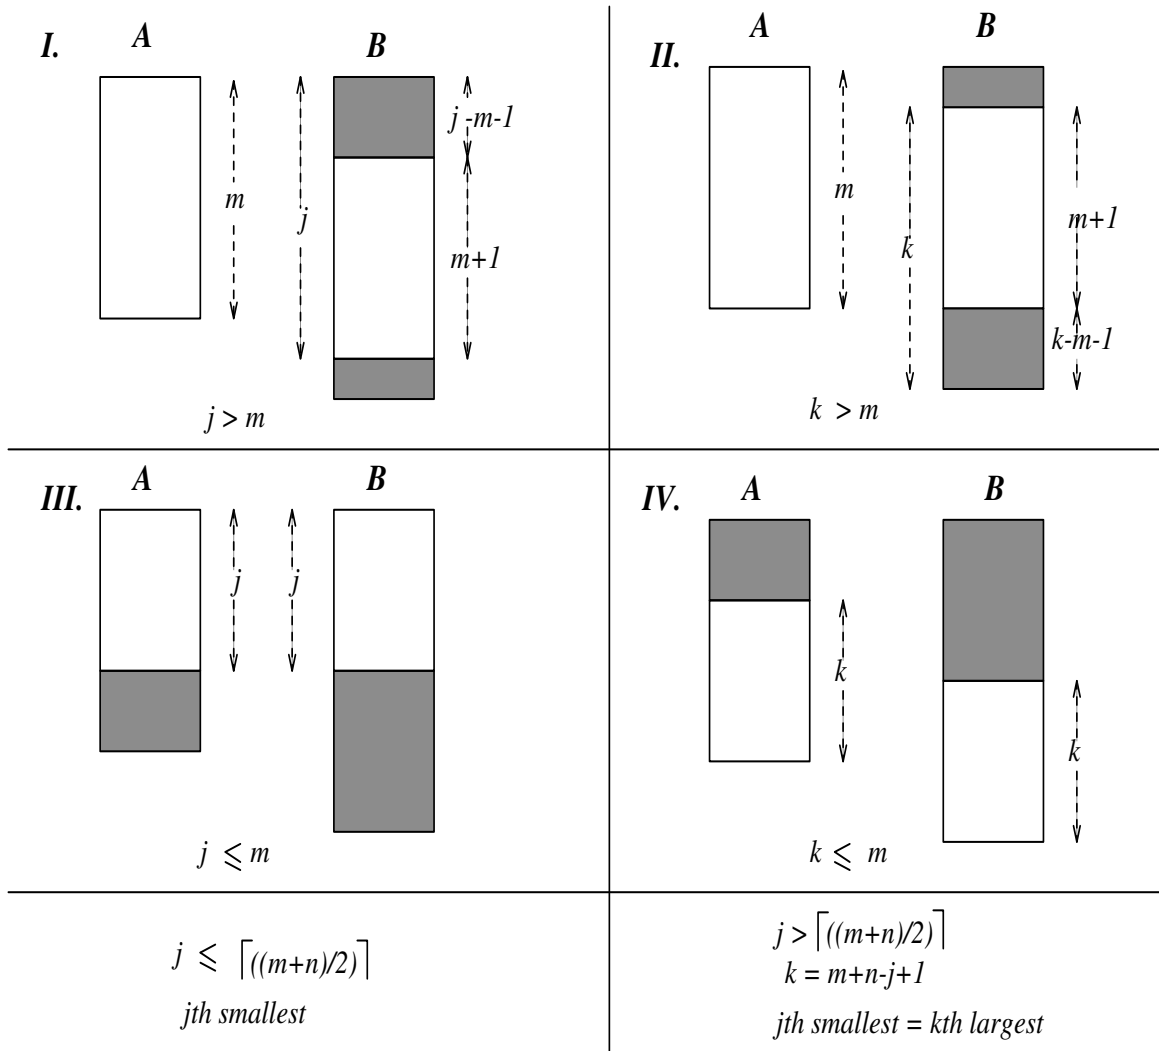 I.
A
B
m
j
j -m-1
m+1
j > m
II.
A
B
m
k
m+1
k-m-1
k > m
III.
A
B
j
j
j ⩽ m
IV.
A
B
k
k
k ⩽ m
j ⩽ ⌈((m+n)/2)⌉
jth smallest
j > ⌈((m+n)/2)⌉
k = m+n-j+1
jth smallest = kth largest